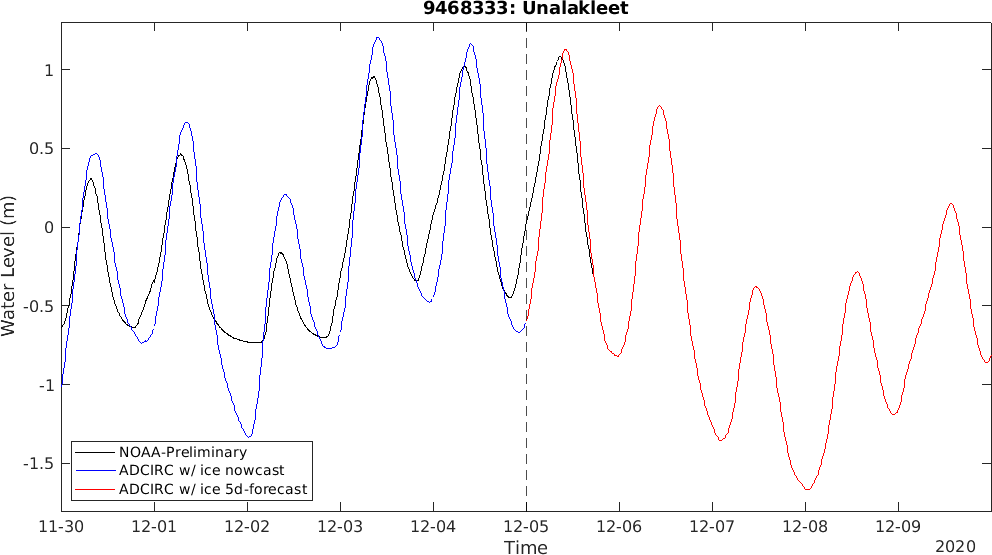 9468333: Unalakleet
Water Level (m)
1
0.5
0
-0.5
-1
-1.5
NOAA-Preliminary
ADCIRC w/ ice nowcast
ADCIRC w/ ice 5d-forecast
11-30 12-01 12-02 12-03 12-04 12-05 12-06 12-07 12-08 12-09
Time
2020